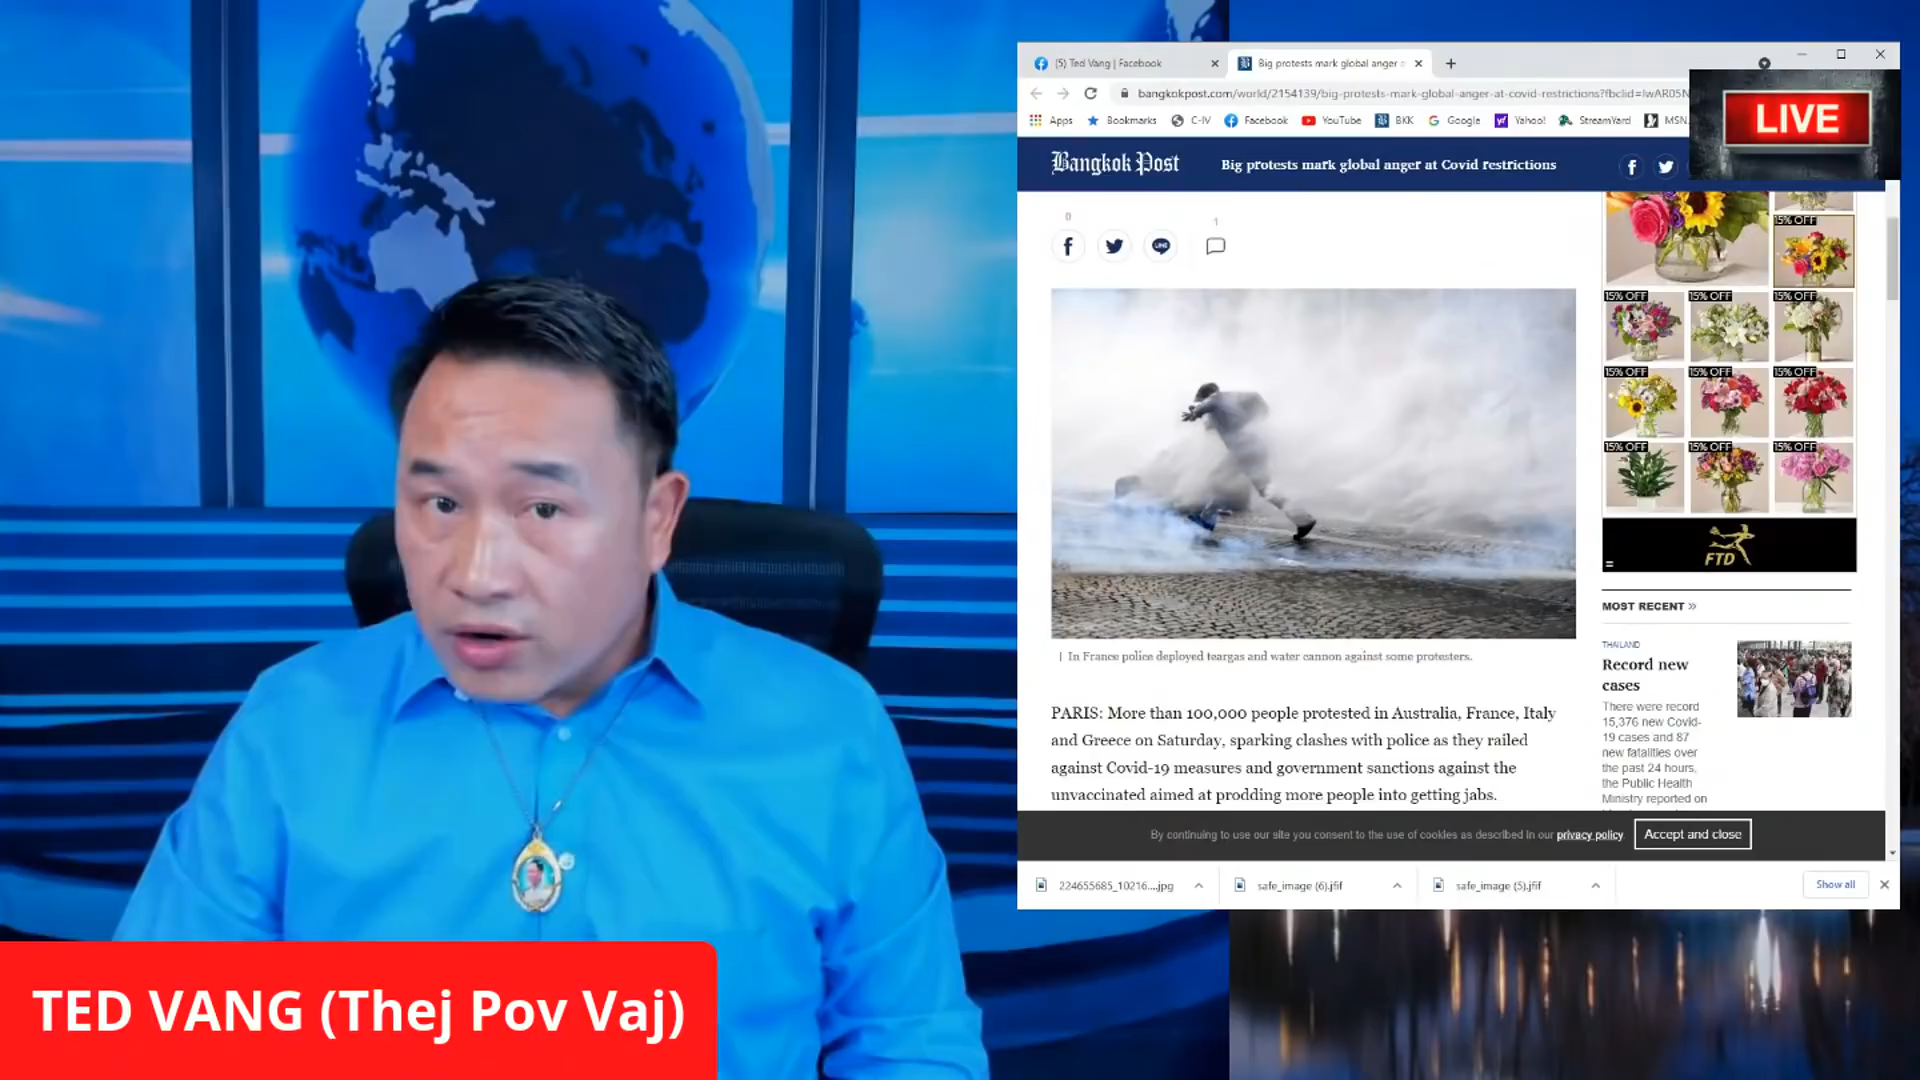 (5) Ted Vang | Facebook
Big protests mark global anger
bangkokpost.com/world/2154139/big-protests-mark-global-anger-at-covid-restrictions?fbclid=IwAR05N
Apps
Bookmarks
C-IV
Facebook
YouTube
BKK
Google
Yahoo!
StreamYard
MSN
LIVE
Bangkok Post
Big protests mark global anger at Covid restrictions
0
1
LINE
15% OFF
15% OFF
15% OFF
15% OFF
15% OFF
15% OFF
15% OFF
15% OFF
15% OFF
15% OFF
FTD
In France police deployed teargas and water cannon against some protesters.
PARIS: More than 100,000 people protested in Australia, France, Italy
and Greece on Saturday, sparking clashes with police as they railed
against Covid-19 measures and government sanctions against the
unvaccinated aimed at prodding more people into getting jabs.
MOST RECENT »
THAILAND
Record new
cases
There were record
15,376 new Covid-
19 cases and 87
new fatalities over
the past 24 hours,
the Public Health
Ministry reported on
By continuing to use our site you consent to the use of cookies as described in our privacy policy
Accept and close
224655685_10216....jpg
safe_image (6).jfif
safe_image (5).jfif
Show all
TED VANG (Thej Pov Vaj)